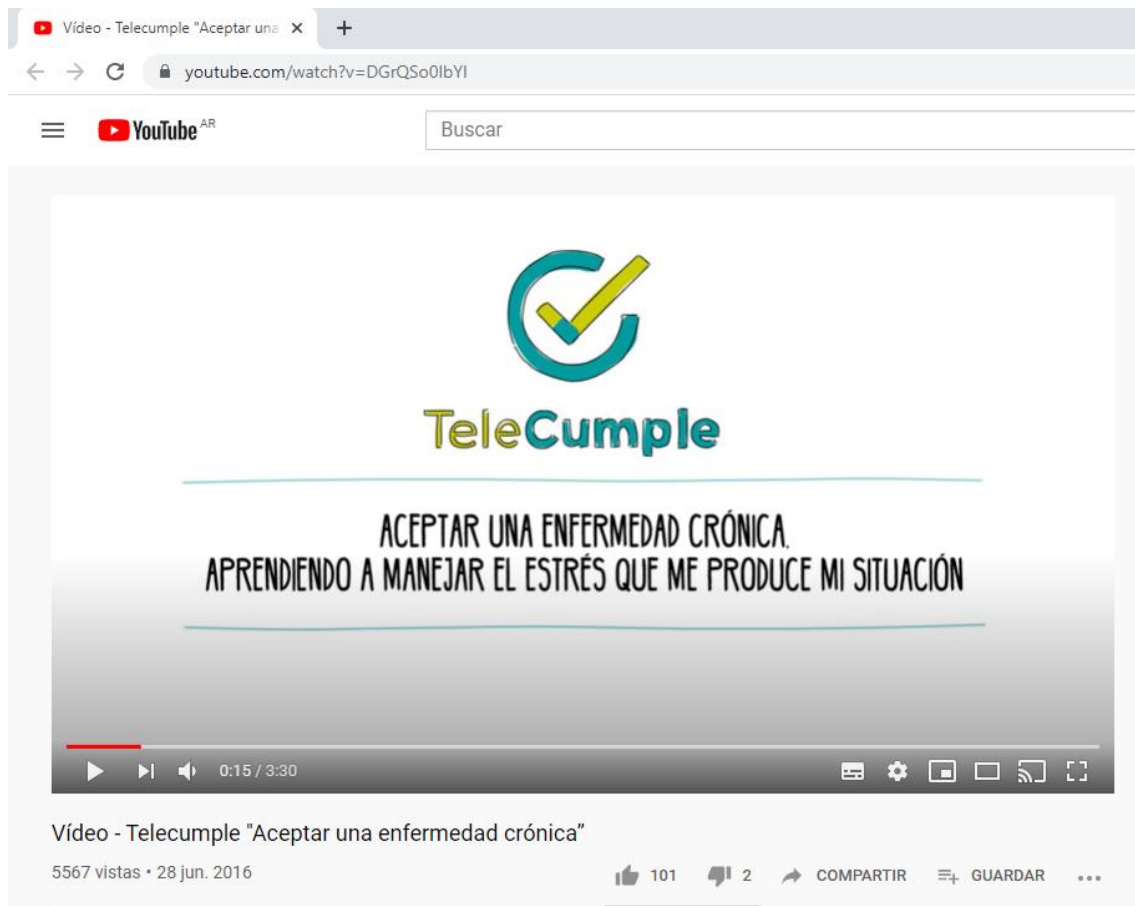 Vídeo - Telecumple "Aceptar una
youtube.com/watch?v=DGrQSo0IbYI
YouTube AR
Buscar
TeleCumple
ACEPTAR UNA ENFERMEDAD CRÓNICA.
APRENDIENDO A MANEJAR EL ESTRÉS QUE ME PRODUCE MI SITUACIÓN
0:15 / 3:30
Vídeo - Telecumple "Aceptar una enfermedad crónica”
5567 vistas • 28 jun. 2016
101 2 COMPARTIR GUARDAR